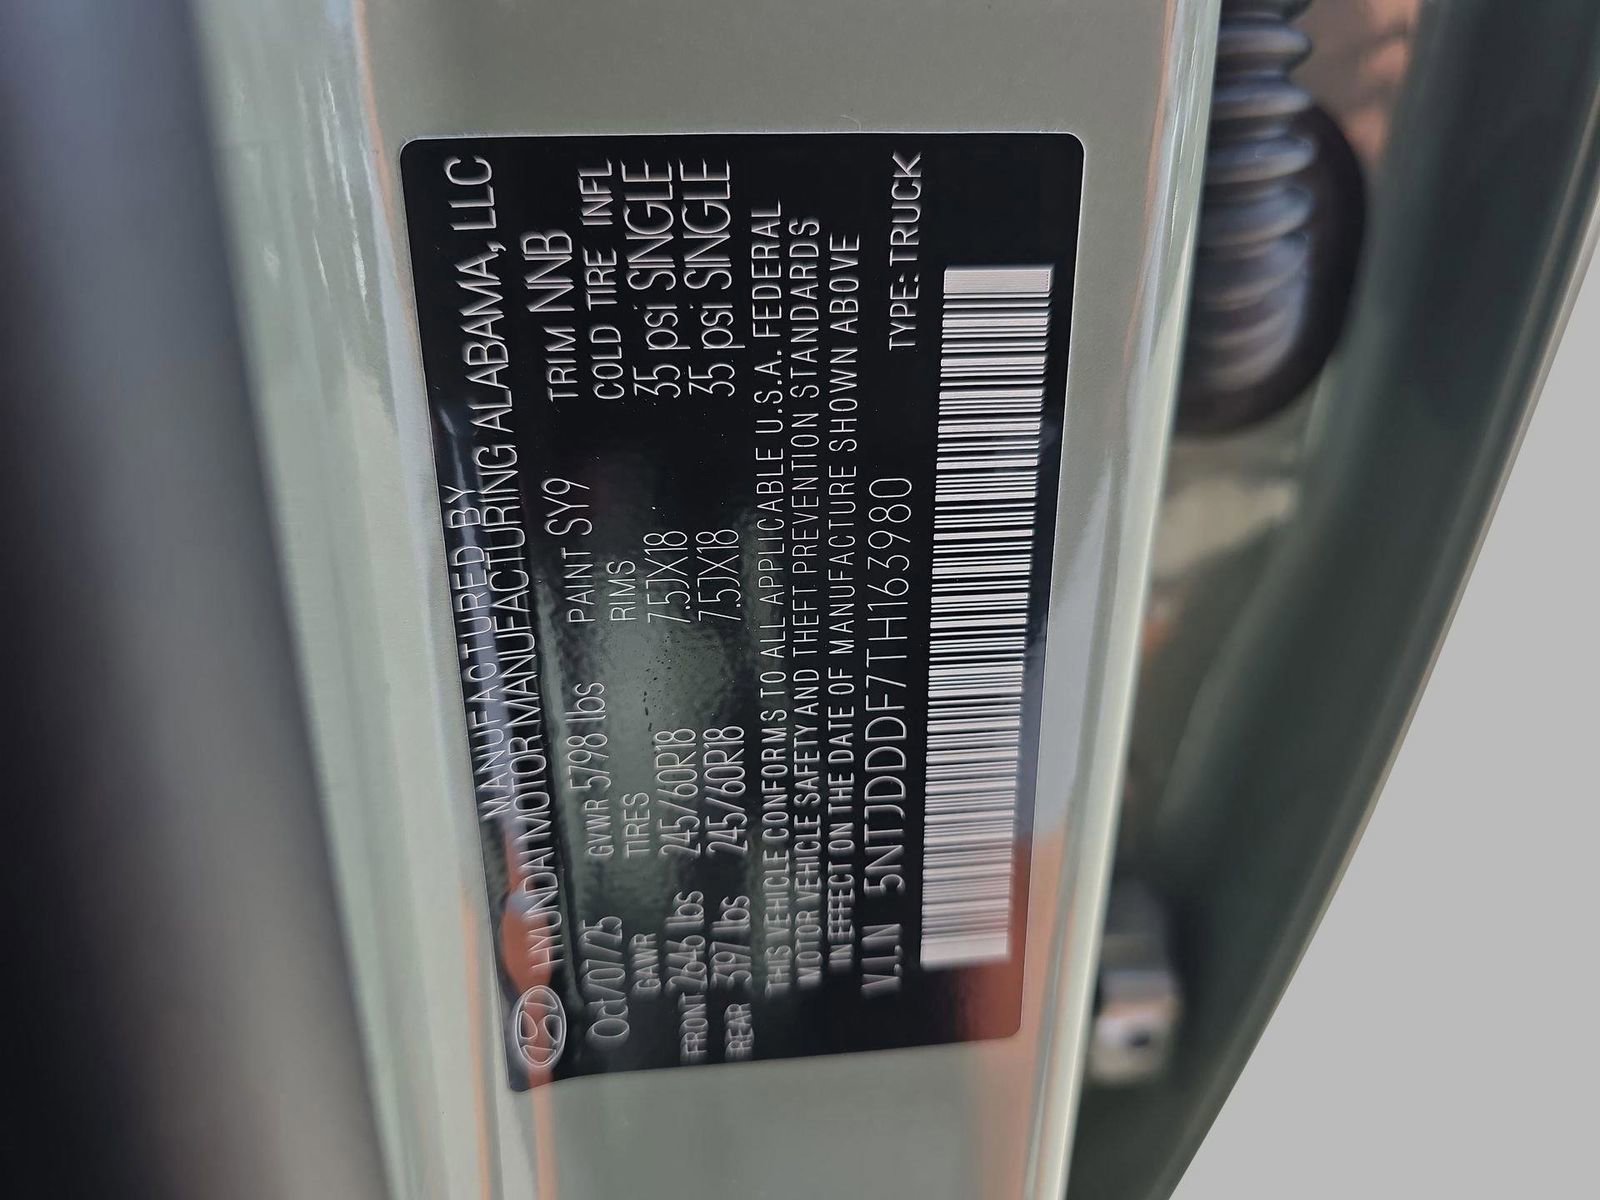 MANUFACTURED BY
HYUNDAI MOTOR MANUFACTURING ALABAMA, LLC
Oct/07/25 GVWR 5798 lbs PAINT SY9 TRIM NNB
GAWR TIRES RIMS COLD TIRE INFL
FRONT 2646 lbs 245/60R18 7.5JX18 35 psi SINGLE
REAR 3197 lbs 245/60R18 7.5JX18 35 psi SINGLE
THIS VEHICLE CONFORMS TO ALL APPLICABLE U.S.A. FEDERAL
MOTOR VEHICLE SAFETY AND THEFT PREVENTION STANDARDS
IN EFFECT ON THE DATE OF MANUFACTURE SHOWN ABOVE
V.I.N 5NTJDDDF7TH163980 TYPE: TRUCK